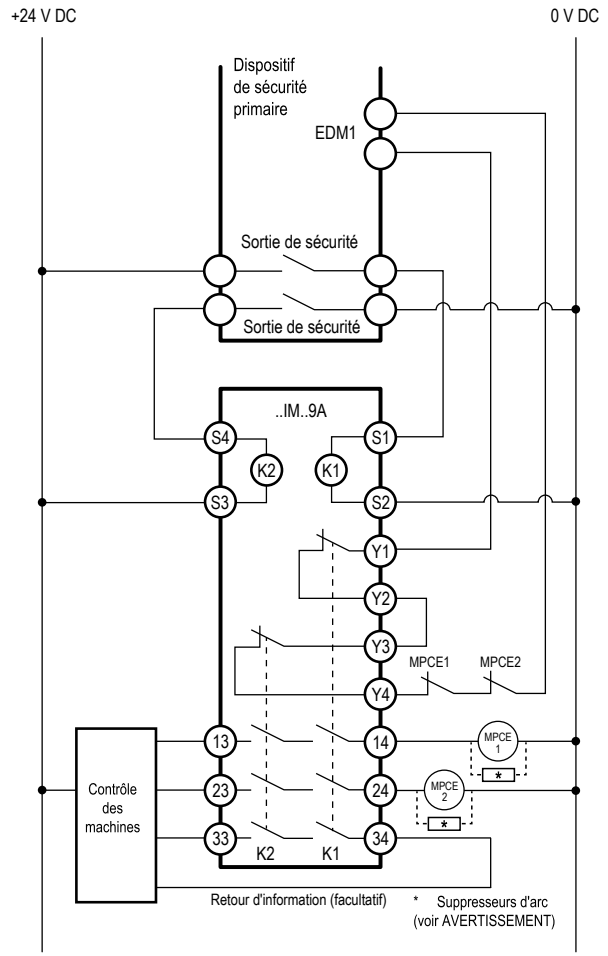 +24 V DC
0 V DC
Dispositif
de sécurité
primaire
EDM1
Sortie de sécurité
Sortie de sécurité
..IM..9A
S4
S1
K2
K1
S3
S2
Y1
Y2
Y3
MPCE1
MPCE2
Y4
13
14
MPCE
1
*
Contrôle
des
machines
23
24
MPCE
2
*
33
34
K2
K1
Retour d'information (facultatif)
* Suppresseurs d'arc
(voir AVERTISSEMENT)